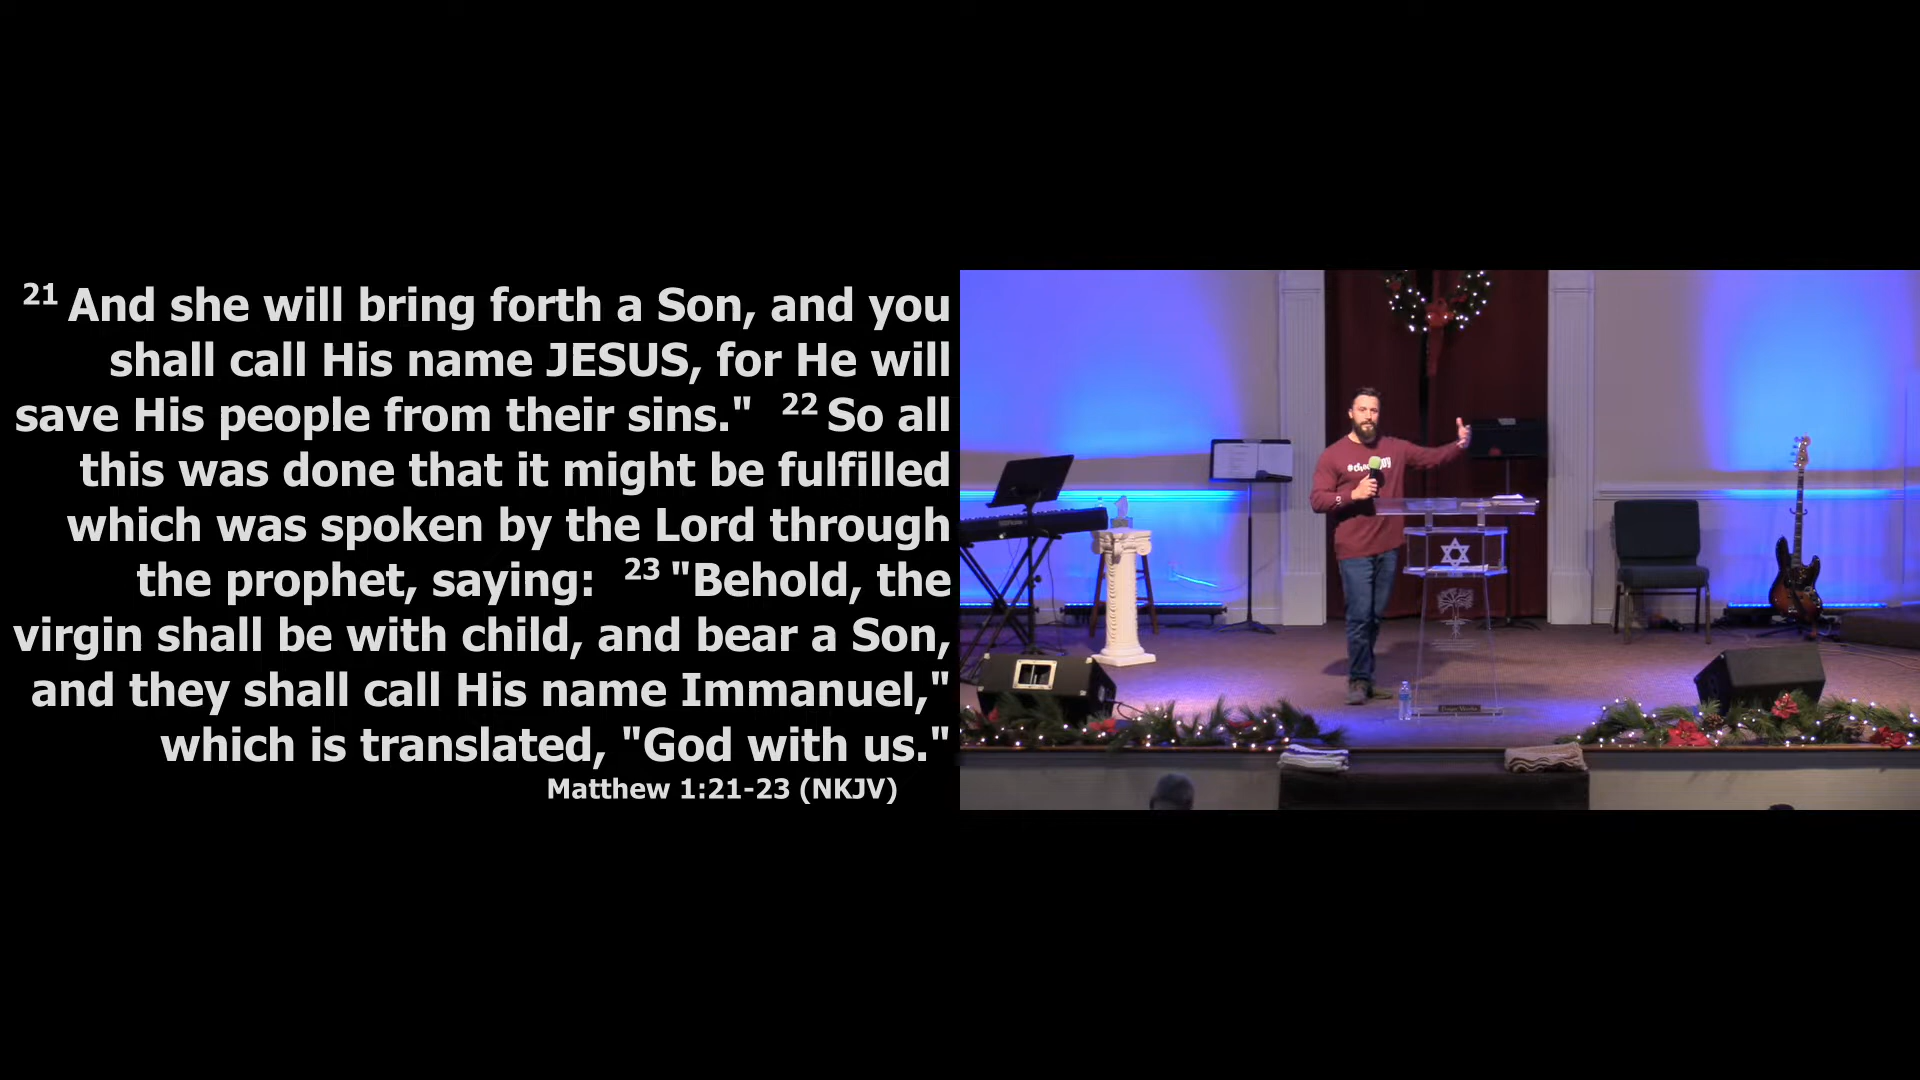 21 And she will bring forth a Son, and you
shall call His name JESUS, for He will
save His people from their sins." 22 So all
this was done that it might be fulfilled
which was spoken by the Lord through
the prophet, saying: 23 "Behold, the
virgin shall be with child, and bear a Son,
and they shall call His name Immanuel,"
which is translated, "God with us."
Matthew 1:21-23 (NKJV)